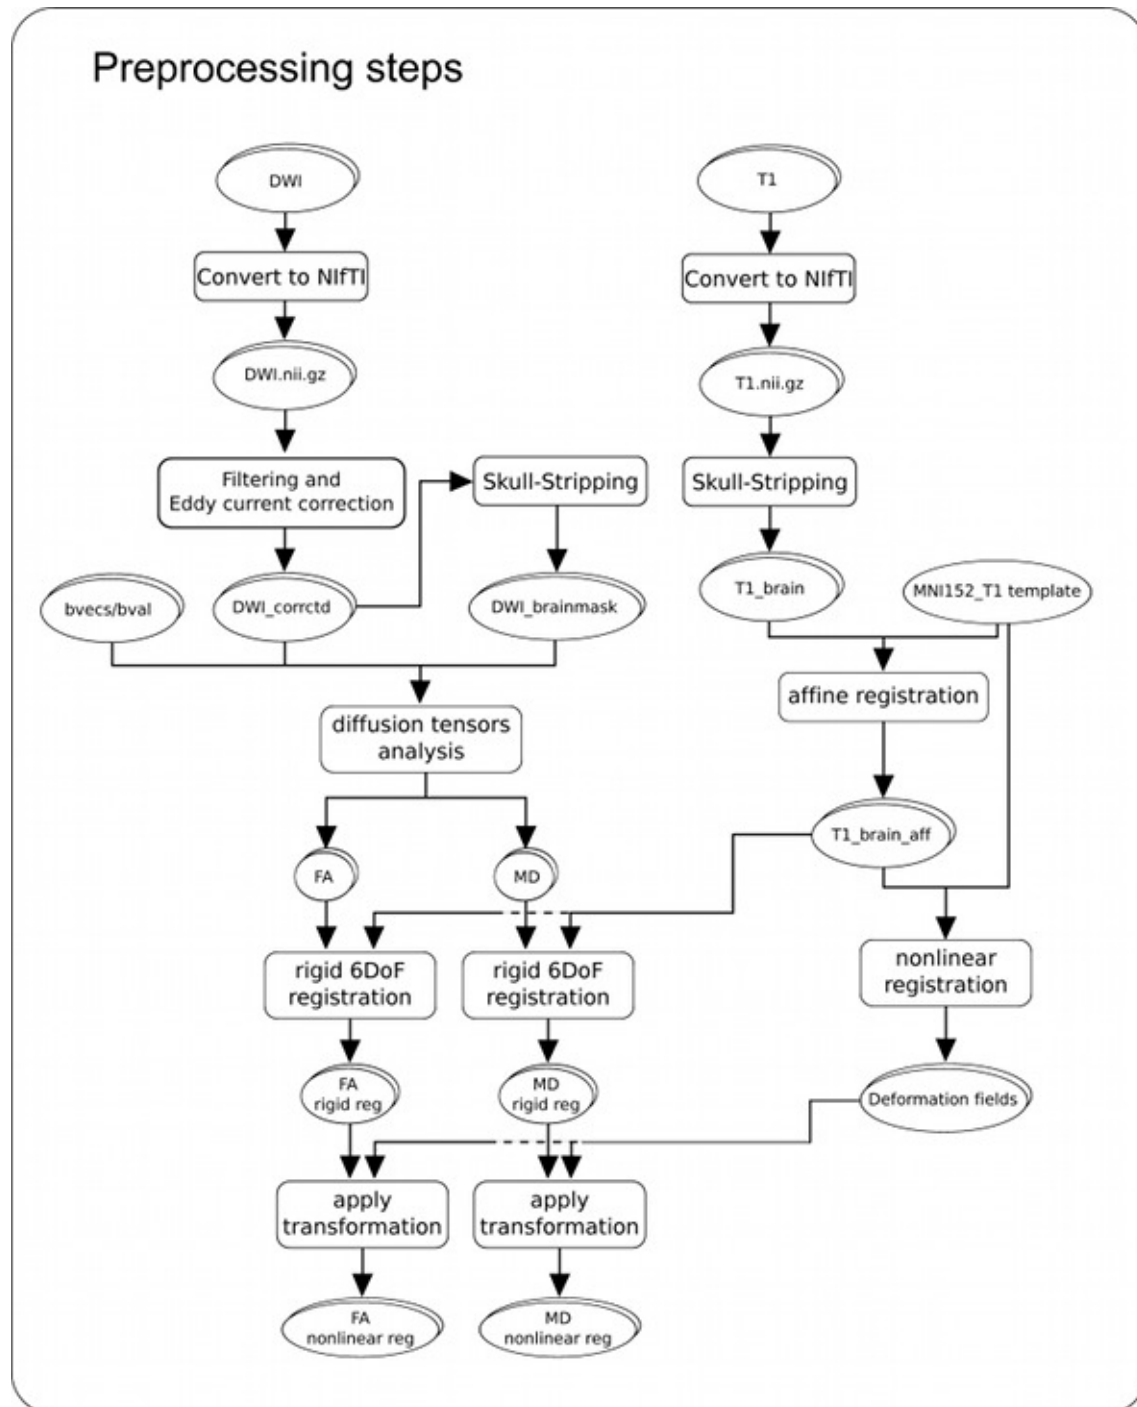 Preprocessing steps
DWI
T1
Convert to NIfTI
Convert to NIfTI
DWI.nii.gz
T1.nii.gz
Filtering and
Eddy current correction
Skull-Stripping
Skull-Stripping
bvecs/bval
DWI_corrctd
DWI_brainmask
T1_brain
MNI152_T1 template
affine registration
diffusion tensors
analysis
T1_brain_aff
FA
MD
rigid 6DoF
registration
rigid 6DoF
registration
nonlinear
registration
FA
rigid reg
MD
rigid reg
Deformation fields
apply
transformation
apply
transformation
FA
nonlinear reg
MD
nonlinear reg